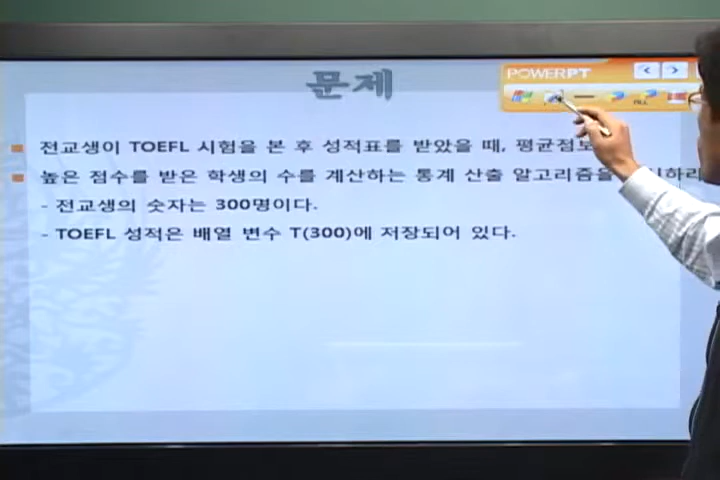 문제
POWERPT
전교생이 TOEFL 시험을 본 후 성적표를 받았을 때, 평균점보
높은 점수를 받은 학생의 수를 계산하는 통계 산출 알고리즘을
- 전교생의 숫자는 300명이다.
- TOEFL 성적은 배열 변수 T(300)에 저장되어 있다.